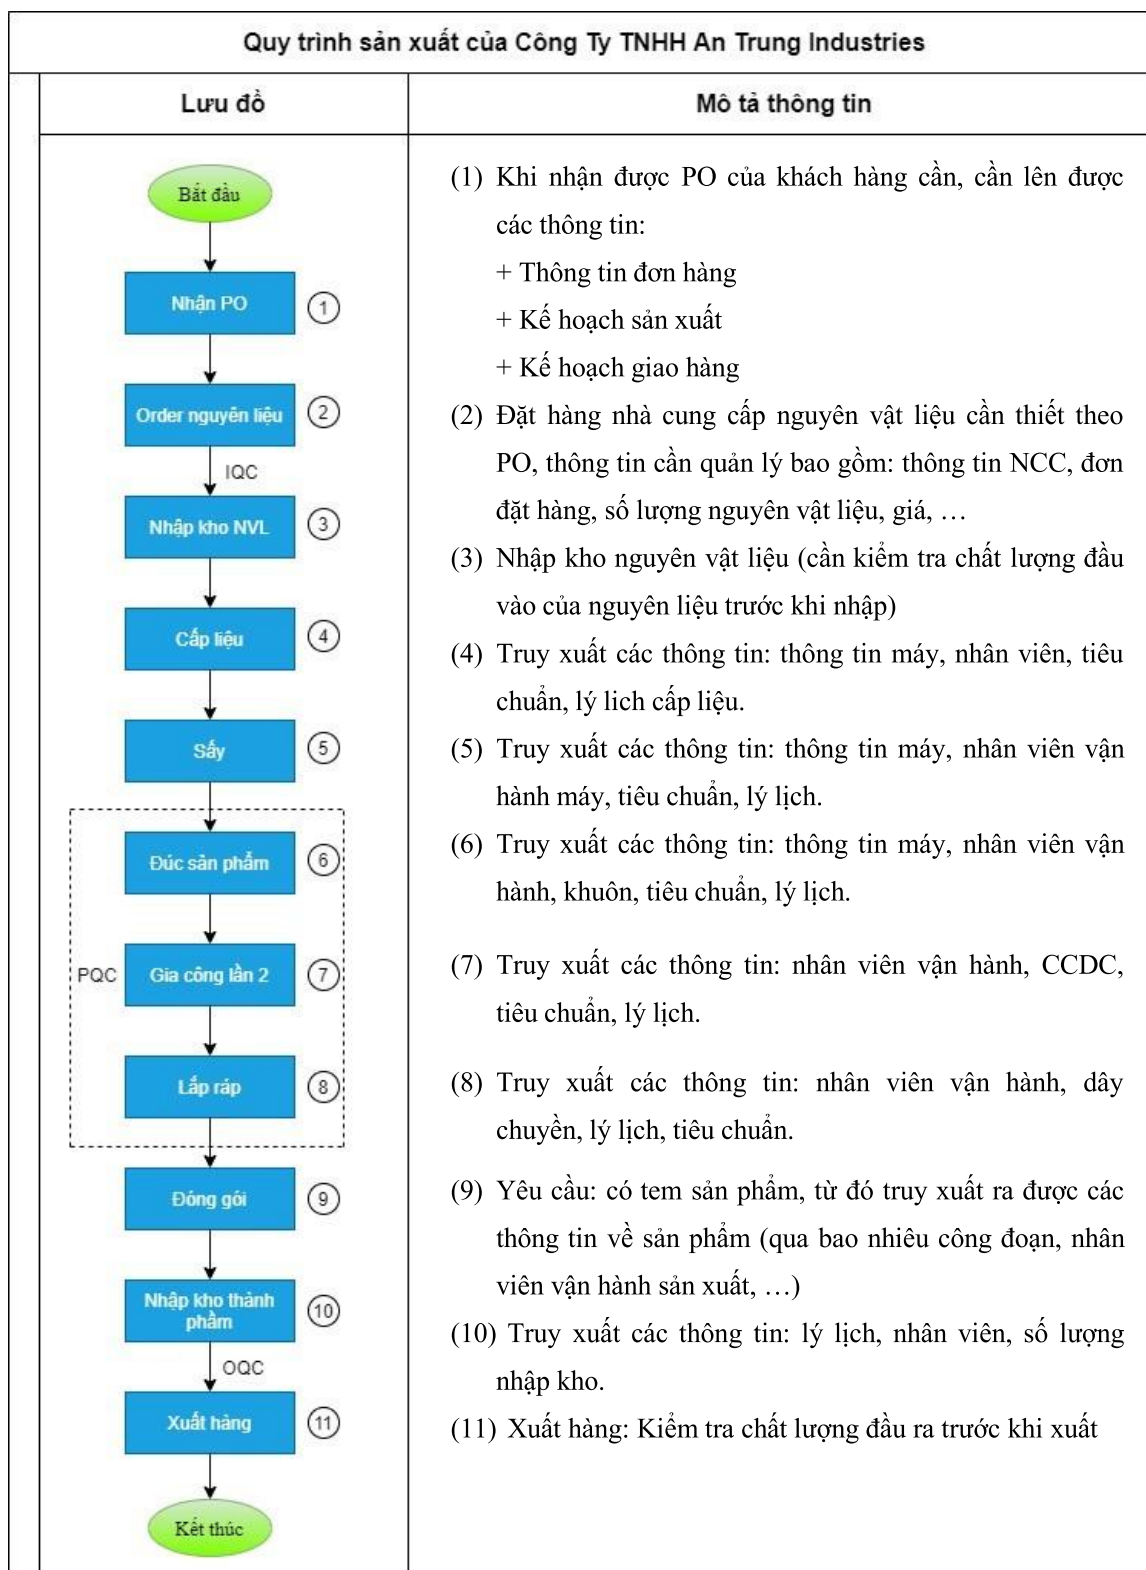 Quy trình sản xuất của Công Ty TNHH An Trung Industries
Lưu đồ
Mô tả thông tin
Bắt đầu
Nhận PO
1
Order nguyên liệu
2
IQC
Nhập kho NVL
3
Cấp liệu
4
Sấy
5
Đúc sản phẩm
6
PQC
Gia công lần 2
7
Lắp ráp
8
Đóng gói
9
Nhập kho thành
phầm
10
OQC
Xuất hàng
11
Kết thúc
(1) Khi nhận được PO của khách hàng cần, cần lên được
các thông tin:
+ Thông tin đơn hàng
+ Kế hoạch sản xuất
+ Kế hoạch giao hàng
(2) Đặt hàng nhà cung cấp nguyên vật liệu cần thiết theo
PO, thông tin cần quản lý bao gồm: thông tin NCC, đơn
đặt hàng, số lượng nguyên vật liệu, giá, …
(3) Nhập kho nguyên vật liệu (cần kiểm tra chất lượng đầu
vào của nguyên liệu trước khi nhập)
(4) Truy xuất các thông tin: thông tin máy, nhân viên, tiêu
chuẩn, lý lich cấp liệu.
(5) Truy xuất các thông tin: thông tin máy, nhân viên vận
hành máy, tiêu chuẩn, lý lịch.
(6) Truy xuất các thông tin: thông tin máy, nhân viên vận
hành, khuôn, tiêu chuẩn, lý lịch.
(7) Truy xuất các thông tin: nhân viên vận hành, CCDC,
tiêu chuẩn, lý lịch.
(8) Truy xuất các thông tin: nhân viên vận hành, dây
chuyền, lý lịch, tiêu chuẩn.
(9) Yêu cầu: có tem sản phẩm, từ đó truy xuất ra được các
thông tin về sản phẩm (qua bao nhiêu công đoạn, nhân
viên vận hành sản xuất, …)
(10) Truy xuất các thông tin: lý lịch, nhân viên, số lượng
nhập kho.
(11) Xuất hàng: Kiểm tra chất lượng đầu ra trước khi xuất